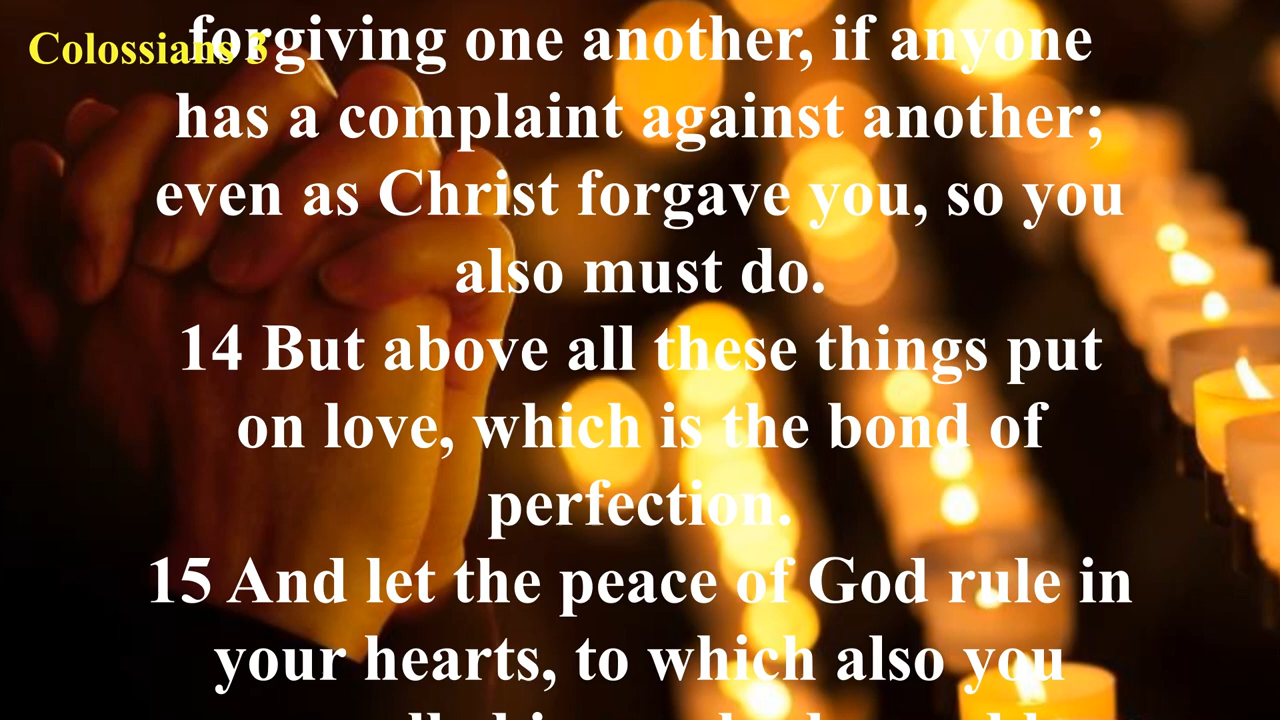 Colossians 3
forgiving one another, if anyone
has a complaint against another;
even as Christ forgave you, so you
also must do.
14 But above all these things put
on love, which is the bond of
perfection.
15 And let the peace of God rule in
your hearts, to which also you